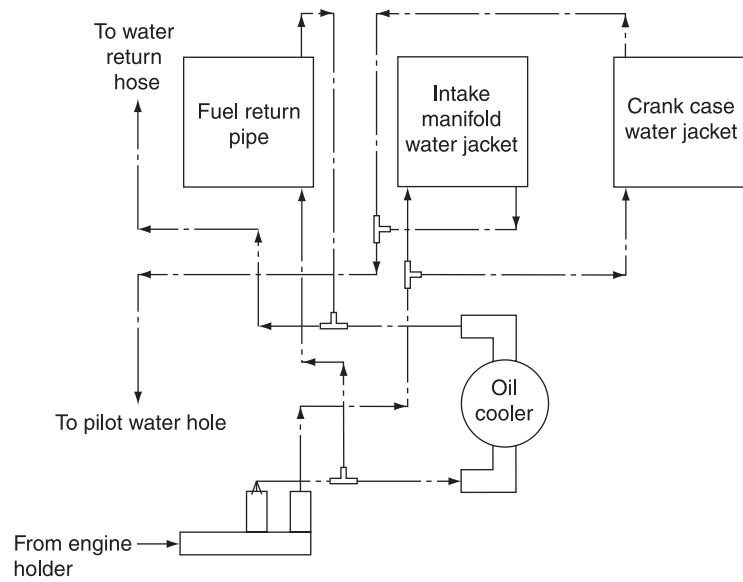 To water
return
hose
Fuel return
pipe
Intake
manifold
water jacket
Crank case
water jacket
Oil
cooler
To pilot water hole
From engine
holder